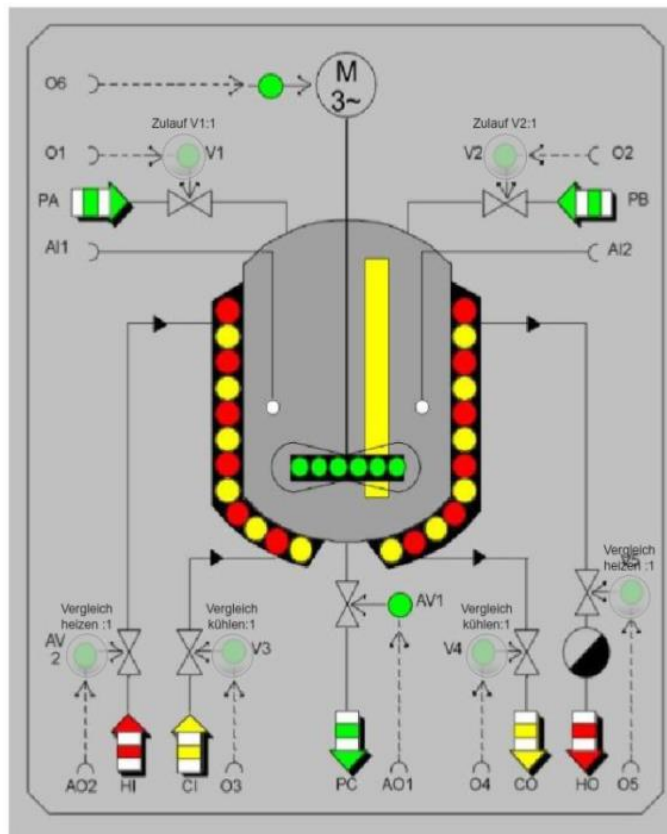 M
3~
O6
Zulauf V1:1
Zulauf V2:1
O1
V1
V2
O2
PA
PB
AI1
AI2
Vergleich
heizen :1
Vergleich
heizen :1
Vergleich
kühlen:1
AV1
Vergleich
kühlen:1
AV
2
V3
V4
AO2
HI
CI
O3
PC
AO1
O4
CO
HO
O5